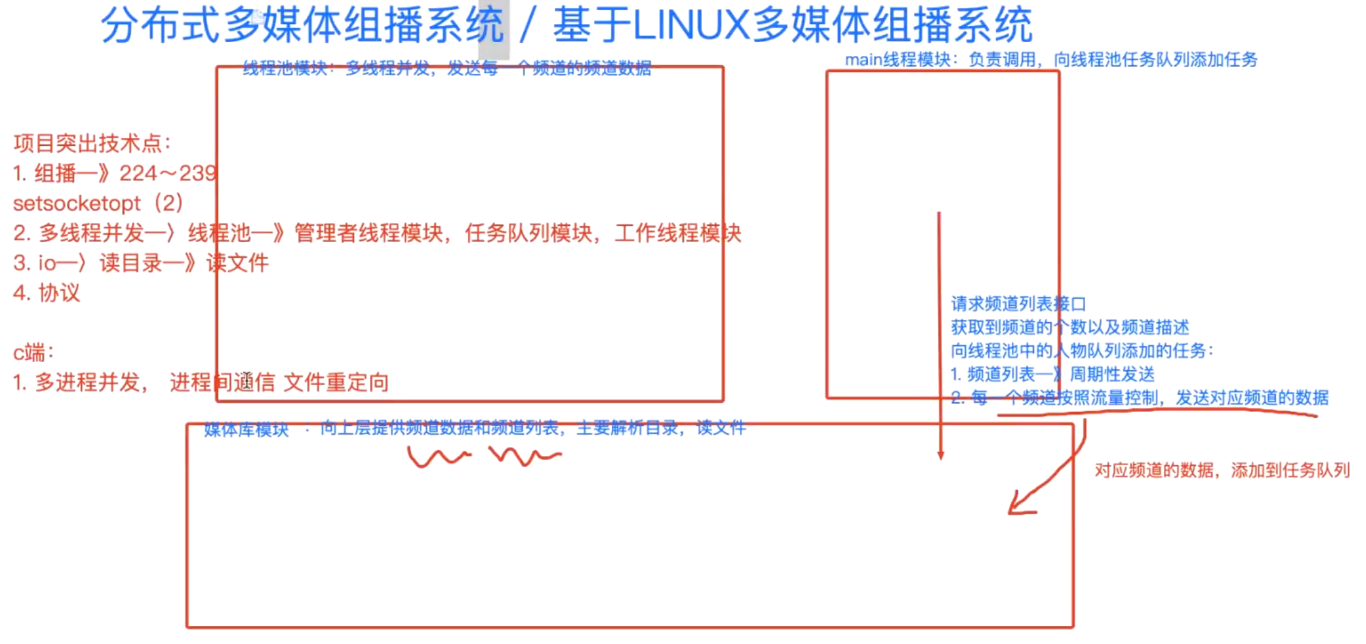 分布式多媒体组播系统 / 基于LINUX多媒体组播系统
线程池模块：多线程并发，发送每一个频道的频道数据
main线程模块：负责调用，向线程池任务队列添加任务
项目突出技术点：
1. 组播—》224～239
setsocketopt（2）
2. 多线程并发—〉线程池—》管理者线程模块，任务队列模块，工作线程模块
3. io—〉读目录—》读文件
4. 协议
c端：
1. 多进程并发， 进程间通信 文件重定向
请求频道列表接口
获取到频道的个数以及频道描述
向线程池中的人物队列添加的任务：
1. 频道列表—》周期性发送
2. 每一个频道按照流量控制，发送对应频道的数据
媒体库模块 ：向上层提供频道数据和频道列表，主要解析目录，读文件
对应频道的数据，添加到任务队列